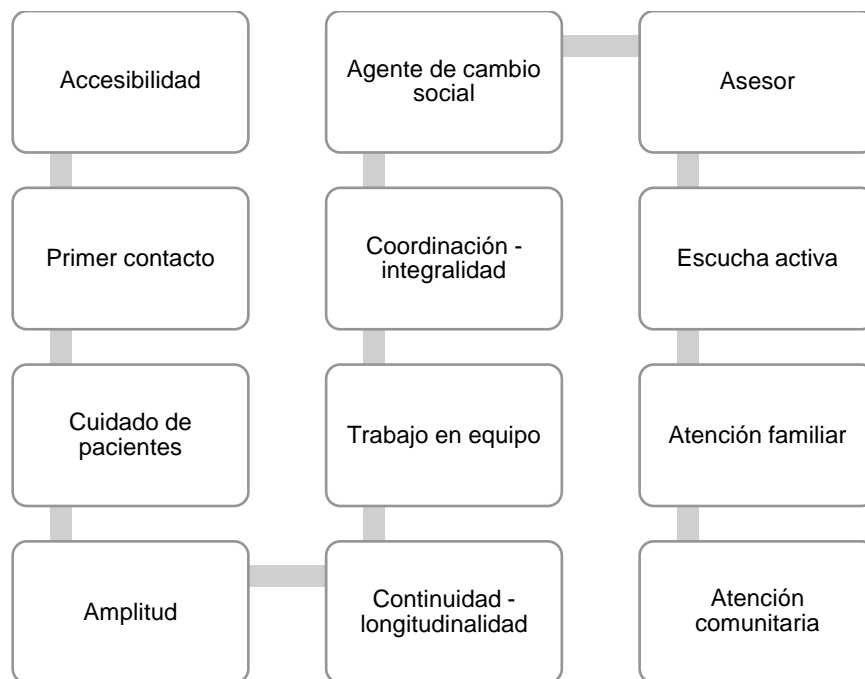 Accesibilidad
Primer contacto
Cuidado de
pacientes
Amplitud
Continuidad -
longitudinalidad
Trabajo en equipo
Coordinación -
integralidad
Agente de cambio
social
Asesor
Escucha activa
Atención familiar
Atención
comunitaria